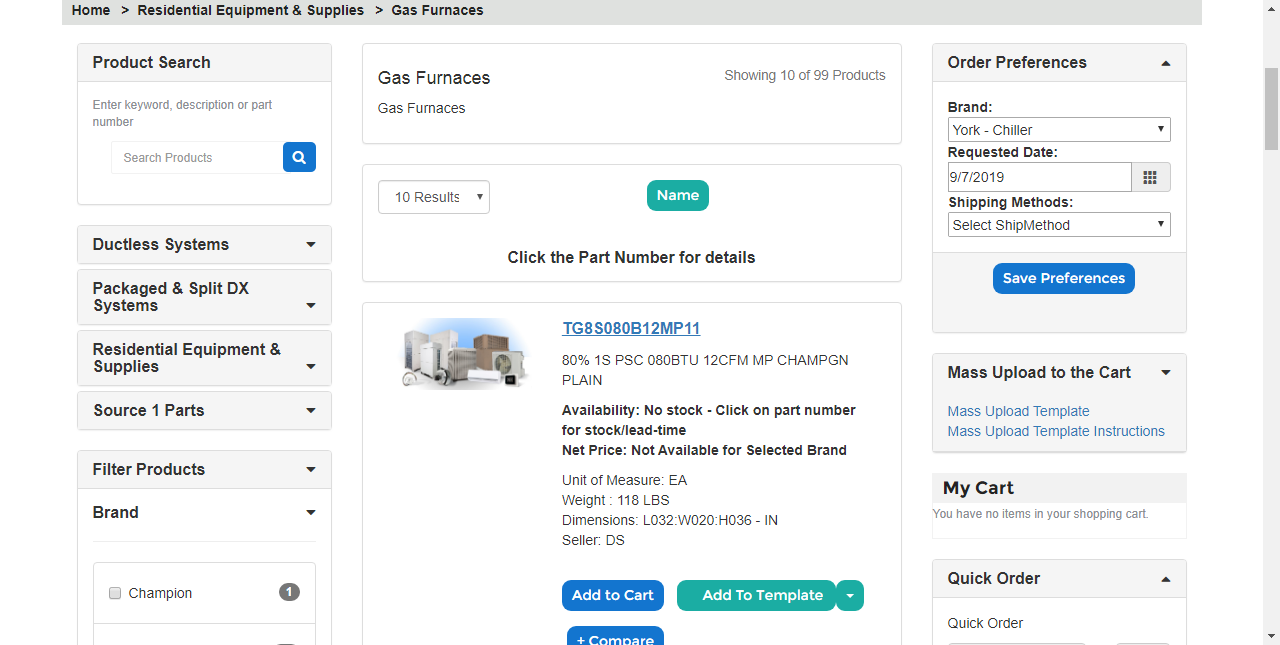 Home > Residential Equipment & Supplies > Gas Furnaces
Product Search
Enter keyword, description or part
number
Search Products
Ductless Systems
Packaged & Split DX
Systems
Residential Equipment &
Supplies
Source 1 Parts
Filter Products
Brand
Champion 1
Gas Furnaces
Showing 10 of 99 Products
Gas Furnaces
10 Results
Name
Click the Part Number for details
TG8S080B12MP11
80% 1S PSC 080BTU 12CFM MP CHAMPGN
PLAIN
Availability: No stock - Click on part number
for stock/lead-time
Net Price: Not Available for Selected Brand
Unit of Measure: EA
Weight : 118 LBS
Dimensions: L032:W020:H036 - IN
Seller: DS
Add to Cart
Add To Template
+ Compare
Order Preferences
Brand:
York - Chiller
Requested Date:
9/7/2019
Shipping Methods:
Select ShipMethod
Save Preferences
Mass Upload to the Cart
Mass Upload Template
Mass Upload Template Instructions
My Cart
You have no items in your shopping cart.
Quick Order
Quick Order